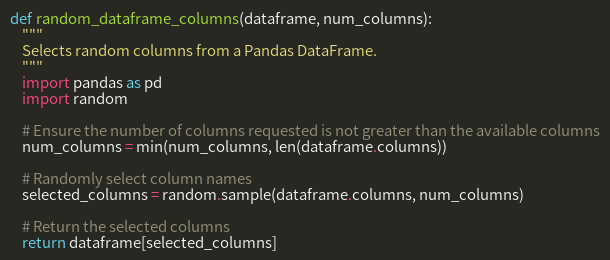 def random_dataframe_columns(dataframe, num_columns):
    """
    Selects random columns from a Pandas DataFrame.
    """
    import pandas as pd
    import random

    # Ensure the number of columns requested is not greater than the available columns
    num_columns = min(num_columns, len(dataframe.columns))

    # Randomly select column names
    selected_columns = random.sample(dataframe.columns, num_columns)

    # Return the selected columns
    return dataframe[selected_columns]